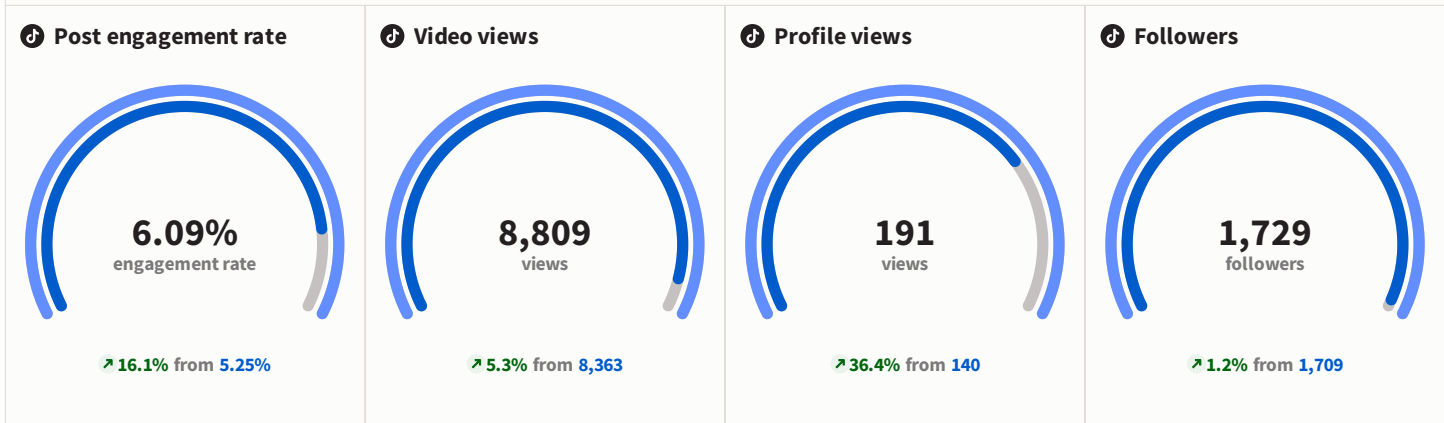 Post engagement rate
6.09%
engagement rate
16.1% from 5.25%
Video views
8,809
views
5.3% from 8,363
Profile views
191
views
36.4% from 140
Followers
1,729
followers
1.2% from 1,709